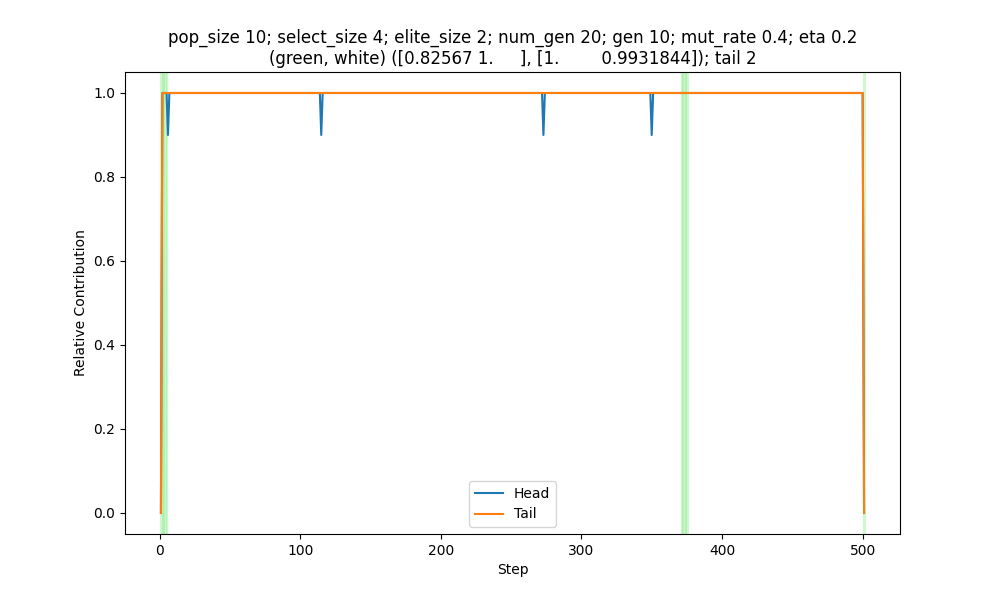 pop_size 10; select_size 4; elite_size 2; num_gen 20; gen 10; mut_rate 0.4; eta 0.2
(green, white) ([0.82567 1.     ], [1.        0.9931844]); tail 2
1.0
0.8
0.6
0.4
0.2
0.0
Relative Contribution
Head
Tail
0 100 200 300 400 500
Step